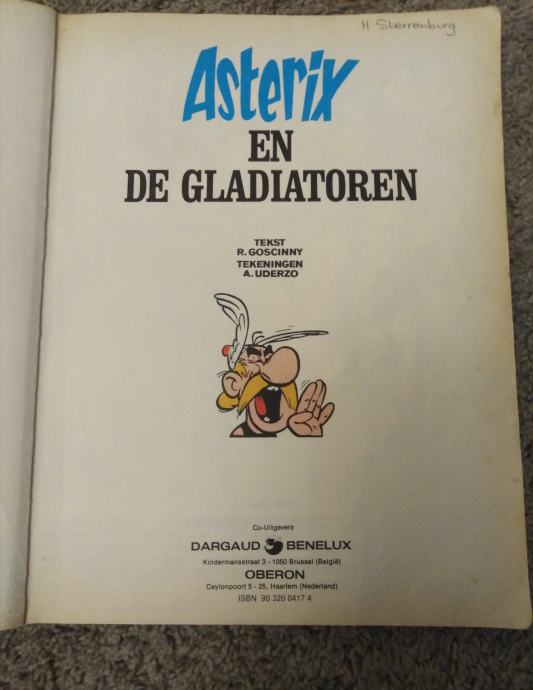 H Sterrenburg
Asterix
EN
DE GLADIATOREN
TEKST
R. GOSCINNY
TEKENINGEN
A. UDERZO
Co-Uitgevers
DARGAUD BENELUX
Kindermansstraat 3 - 1050 Brussel (België)
OBERON
Ceylonpoort 5 - 25, Haarlem (Nederland)
ISBN 90 320 0417 4